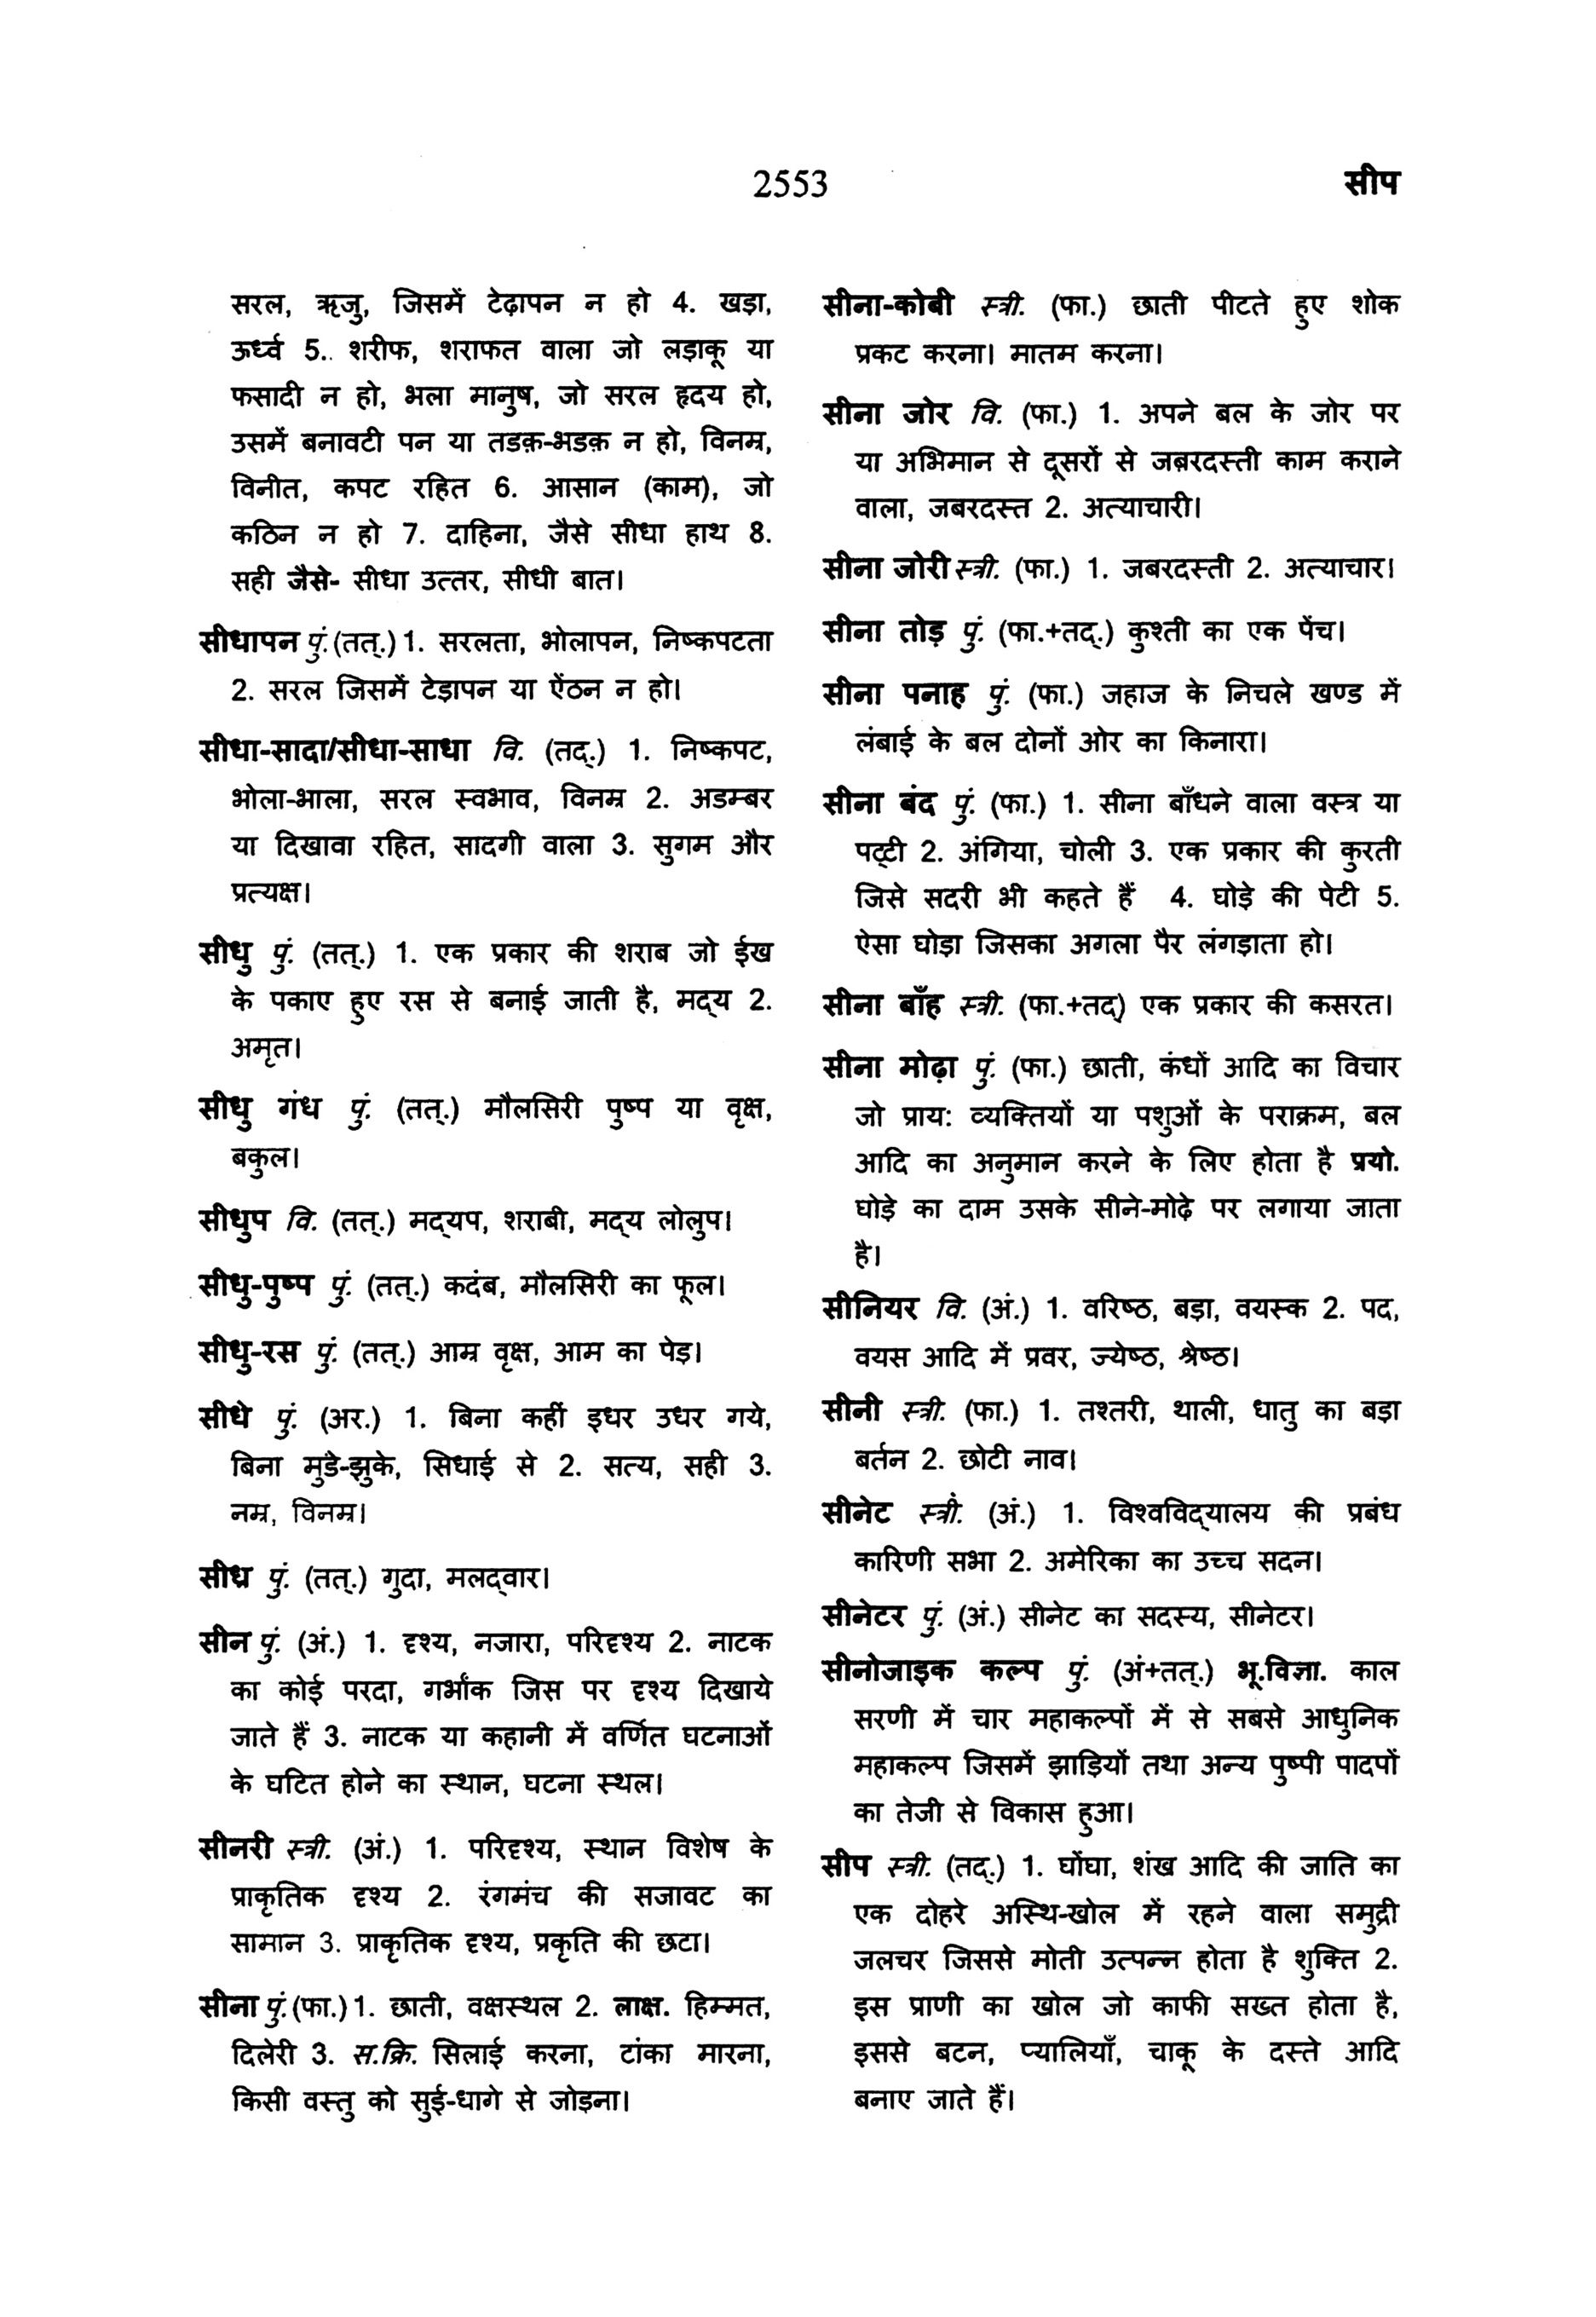 2553
सीप
सरल, ऋजु, जिसमें टेढ़ापन न हो 4. खड़ा,
ऊर्ध्व 5.. शरीफ, शराफत वाला जो लड़ाकू या
फसादी न हो, भला मानुष, जो सरल हृदय हो,
उसमें बनावटी पन या तडक़-भडक़ न हो, विनम्र,
विनीत, कपट रहित 6. आसान (काम), जो
कठिन न हो 7. दाहिना, जैसे सीधा हाथ 8.
सही जैसे- सीधा उत्तर, सीधी बात।
सीधापन पुं.(तत्.) 1. सरलता, भोलापन, निष्कपटता
2. सरल जिसमें टेड़ापन या ऐंठन न हो।
सीधा-सादा/सीधा-साधा वि. (तद्.) 1. निष्कपट,
भोला-भाला, सरल स्वभाव, विनम्र 2. अडम्बर
या दिखावा रहित, सादगी वाला 3. सुगम और
प्रत्यक्ष।
सीधु पुं. (तत्.) 1. एक प्रकार की शराब जो ईख
के पकाए हुए रस से बनाई जाती है, मद्‌य 2.
अमृत।
सीधु गंध पुं. (तत्.) मौलसिरी पुष्प या वृक्ष,
बकुल।
सीधुप वि. (तत्.) मद्‌यप, शराबी, मद्‌य लोलुप।
सीधु-पुष्प पुं. (तत्.) कदंब, मौलसिरी का फूल।
सीधु-रस पुं. (तत्.) आम्र वृक्ष, आम का पेड़।
सीधे पुं. (अर.) 1. बिना कहीं इधर उधर गये,
बिना मुडे-झुके, सिधाई से 2. सत्य, सही 3.
नम्र, विनम्र।
सीध्र पुं. (तत्.) गुदा, मलद्‌वार।
सीन पुं. (अं.) 1. दृश्य, नजारा, परिदृश्य 2. नाटक
का कोई परदा, गर्भांक जिस पर दृश्य दिखाये
जाते हैं 3. नाटक या कहानी में वर्णित घटनाओं
के घटित होने का स्थान, घटना स्थल।
सीनरी स्त्री. (अं.) 1. परिदृश्य, स्थान विशेष के
प्राकृतिक दृश्य 2. रंगमंच की सजावट का
सामान 3. प्राकृतिक दृश्य, प्रकृति की छटा।
सीना पुं.(फा.) 1. छाती, वक्षस्थल 2. लाक्ष. हिम्मत,
दिलेरी 3. स.क्रि. सिलाई करना, टांका मारना,
किसी वस्तु को सुई-धागे से जोड़ना।
सीना-कोबी स्त्री. (फा.) छाती पीटते हुए शोक
प्रकट करना। मातम करना।
सीना जोर वि. (फा.) 1. अपने बल के जोर पर
या अभिमान से दूसरों से जबरदस्ती काम कराने
वाला, जबरदस्त 2. अत्याचारी।
सीना जोरी स्त्री. (फा.) 1. जबरदस्ती 2. अत्याचार।
सीना तोड़ पुं. (फा.+तद्.) कुश्ती का एक पेंच।
सीना पनाह पुं. (फा.) जहाज के निचले खण्ड में
लंबाई के बल दोनों ओर का किनारा।
सीना बंद पुं. (फा.) 1. सीना बाँधने वाला वस्त्र या
पट्‌टी 2. अंगिया, चोली 3. एक प्रकार की कुरती
जिसे सदरी भी कहते हैं 4. घोड़े की पेटी 5.
ऐसा घोड़ा जिसका अगला पैर लंगड़ाता हो।
सीना बाँह स्त्री. (फा.+तद्) एक प्रकार की कसरत।
सीना मोढ़ा पुं. (फा.) छाती, कंधों आदि का विचार
जो प्राय: व्यक्तियों या पशुओं के पराक्रम, बल
आदि का अनुमान करने के लिए होता है प्रयो.
घोड़े का दाम उसके सीने-मोढ़े पर लगाया जाता
है।
सीनियर वि. (अं.) 1. वरिष्ठ, बड़ा, वयस्क 2. पद,
वयस आदि में प्रवर, ज्येष्ठ, श्रेष्ठ।
सीनी स्त्री. (फा.) 1. तश्तरी, थाली, धातु का बड़ा
बर्तन 2. छोटी नाव।
सीनेट स्त्री. (अं.) 1. विश्वविद्‌यालय की प्रबंध
कारिणी सभा 2. अमेरिका का उच्च सदन।
सीनेटर पुं. (अं.) सीनेट का सदस्य, सीनेटर।
सीनोजाइक कल्प पुं. (अं+तत्.) भू.विज्ञा. काल
सरणी में चार महाकल्पों में से सबसे आधुनिक
महाकल्प जिसमें झाड़ियों तथा अन्य पुष्पी पादपों
का तेजी से विकास हुआ।
सीप स्त्री. (तद्.) 1. घोंघा, शंख आदि की जाति का
एक दोहरे अस्थि-खोल में रहने वाला समुद्री
जलचर जिससे मोती उत्पन्न होता है शुक्ति 2.
इस प्राणी का खोल जो काफी सख्त होता है,
इससे बटन, प्यालियाँ, चाकू के दस्ते आदि
बनाए जाते हैं।